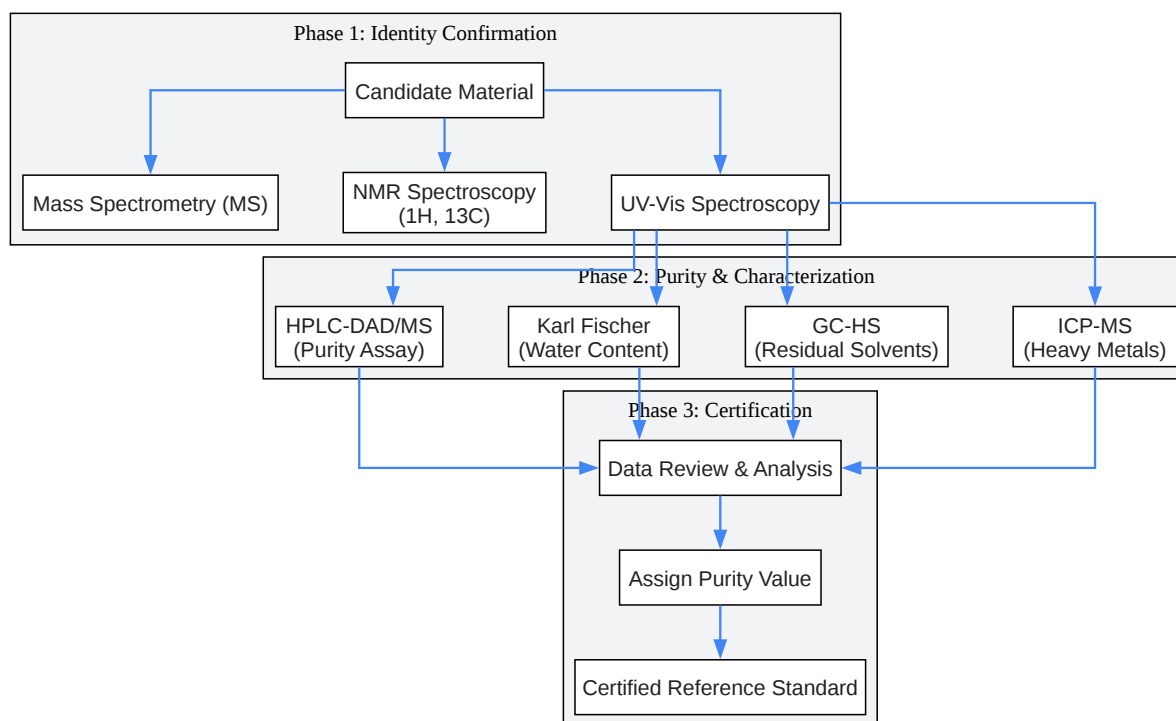 Phase 1: Identity Confirmation
Candidate Material
Mass Spectrometry (MS)
NMR Spectroscopy
(1H, 13C)
UV-Vis Spectroscopy
Phase 2: Purity & Characterization
HPLC-DAD/MS
(Purity Assay)
Karl Fischer
(Water Content)
GC-HS
(Residual Solvents)
ICP-MS
(Heavy Metals)
Phase 3: Certification
Data Review & Analysis
Assign Purity Value
Certified Reference Standard